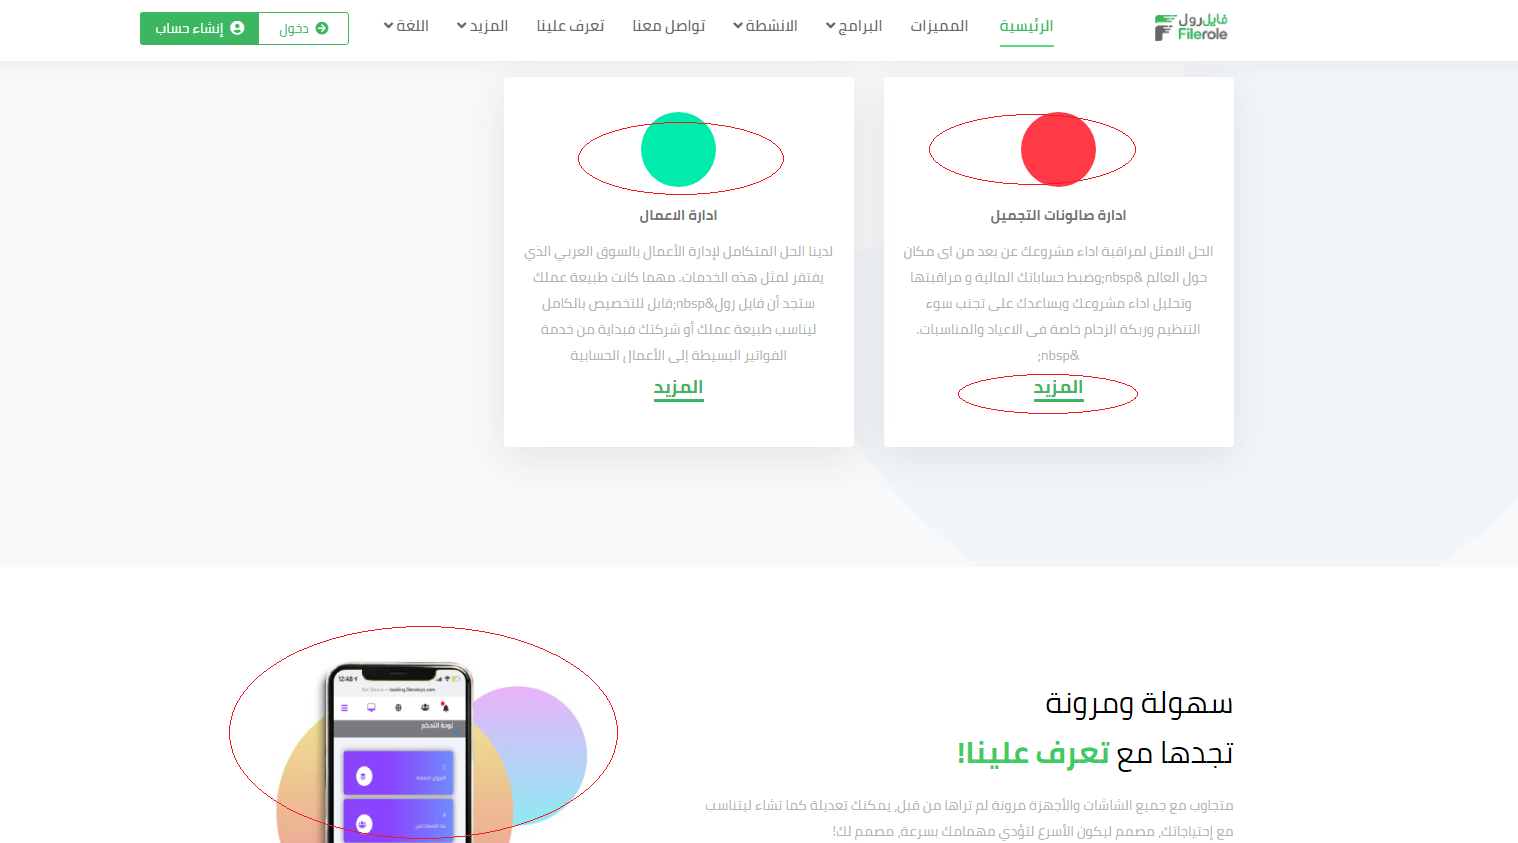 فايل رول
Filerole
الرئيسية
المميزات
البرامج
الانشطة
تواصل معنا
تعرف علينا
المزيد
اللغة
دخول
إنشاء حساب
ادارة صالونات التجميل
الحل الامثل لمراقبة اداء مشروعك عن بعد من اى مكان
حول العالم &nbsp;وضبط حساباتك المالية و مراقبتها
وتحليل اداء مشروعك ويساعدك على تجنب سوء
التنظيم وربكة الزحام خاصة فى الاعياد والمناسبات.
&nbsp;
المزيد
ادارة الاعمال
لدينا الحل المتكامل لإدارة الأعمال بالسوق العربي الذي
يفتقر لمثل هذه الخدمات. مهما كانت طبيعة عملك
ستجد أن فايل رول&nbsp;قابل للتخصيص بالكامل
ليناسب طبيعة عملك أو شركتك فبداية من خدمة
الفواتير البسيطة إلى الأعمال الحسابية
المزيد
سهولة ومرونة
تجدها مع تعرف علينا!
متجاوب مع جميع الشاشات والأجهزة مرونة لم تراها من قبل, يمكنك تعديلة كما تشاء ليتناسب
مع إحتياجاتك, مصمم ليكون الأسرع لتؤدي مهمامك بسرعة, مصمم لك!
12:48
لوحة التحكم